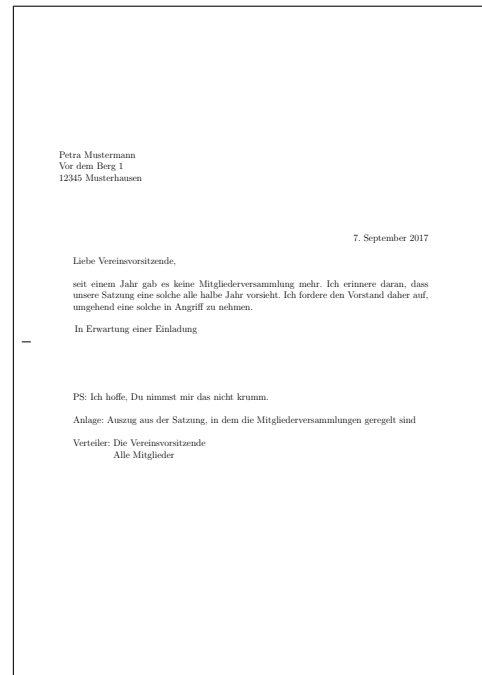 Petra Mustermann
Vor dem Berg 1
12345 Musterhausen
7. September 2017
Liebe Vereinsvorsitzende,
seit einem Jahr gab es keine Mitgliederversammlung mehr. Ich erinnere daran, dass
unsere Satzung eine solche alle halbe Jahr vorsieht. Ich fordere den Vorstand daher auf,
umgehend eine solche in Angriff zu nehmen.
In Erwartung einer Einladung
PS: Ich hoffe, Du nimmst mir das nicht krumm.
Anlage: Auszug aus der Satzung, in dem die Mitgliederversammlungen geregelt sind
Verteiler: Die Vereinsvorsitzende
Alle Mitglieder